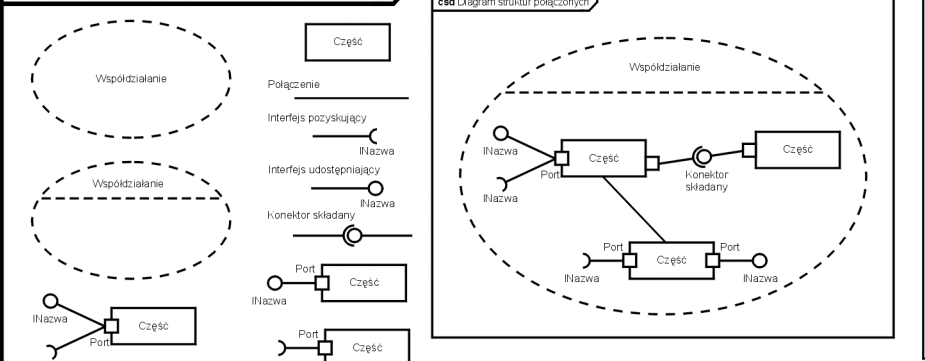 csd Diagram struktur połączonych
Współdziałanie
Część
Połączenie
Interfejs pozyskujący
INazwa
Współdziałanie
Interfejs udostępniający
INazwa
Konektor składany
Port
INazwa
Część
INazwa
Port
Część
Port
Część
Współdziałanie
INazwa
Port
INazwa
Część
Konektor
składany
Część
Port
INazwa
Część
Port
INazwa